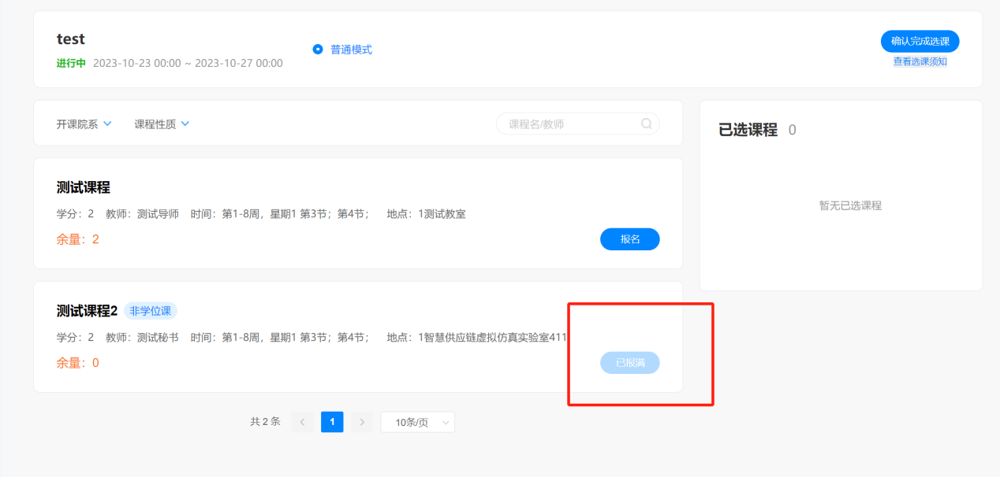 test
进行中 2023-10-23 00:00 ~ 2023-10-27 00:00
普通模式
确认完成选课
查看选课须知
开课院系 课程性质 课程名/教师
已选课程 0
暂无已选课程
测试课程
学分：2 教师：测试导师 时间：第1-8周，星期1 第3节；第4节； 地点：1测试教室
余量：2 报名
测试课程2 非学位课
学分：2 教师：测试秘书 时间：第1-8周，星期1 第3节；第4节； 地点：1智慧供应链虚拟仿真实验室411
余量：0 已报满
共 2 条 < 1 > 10条/页